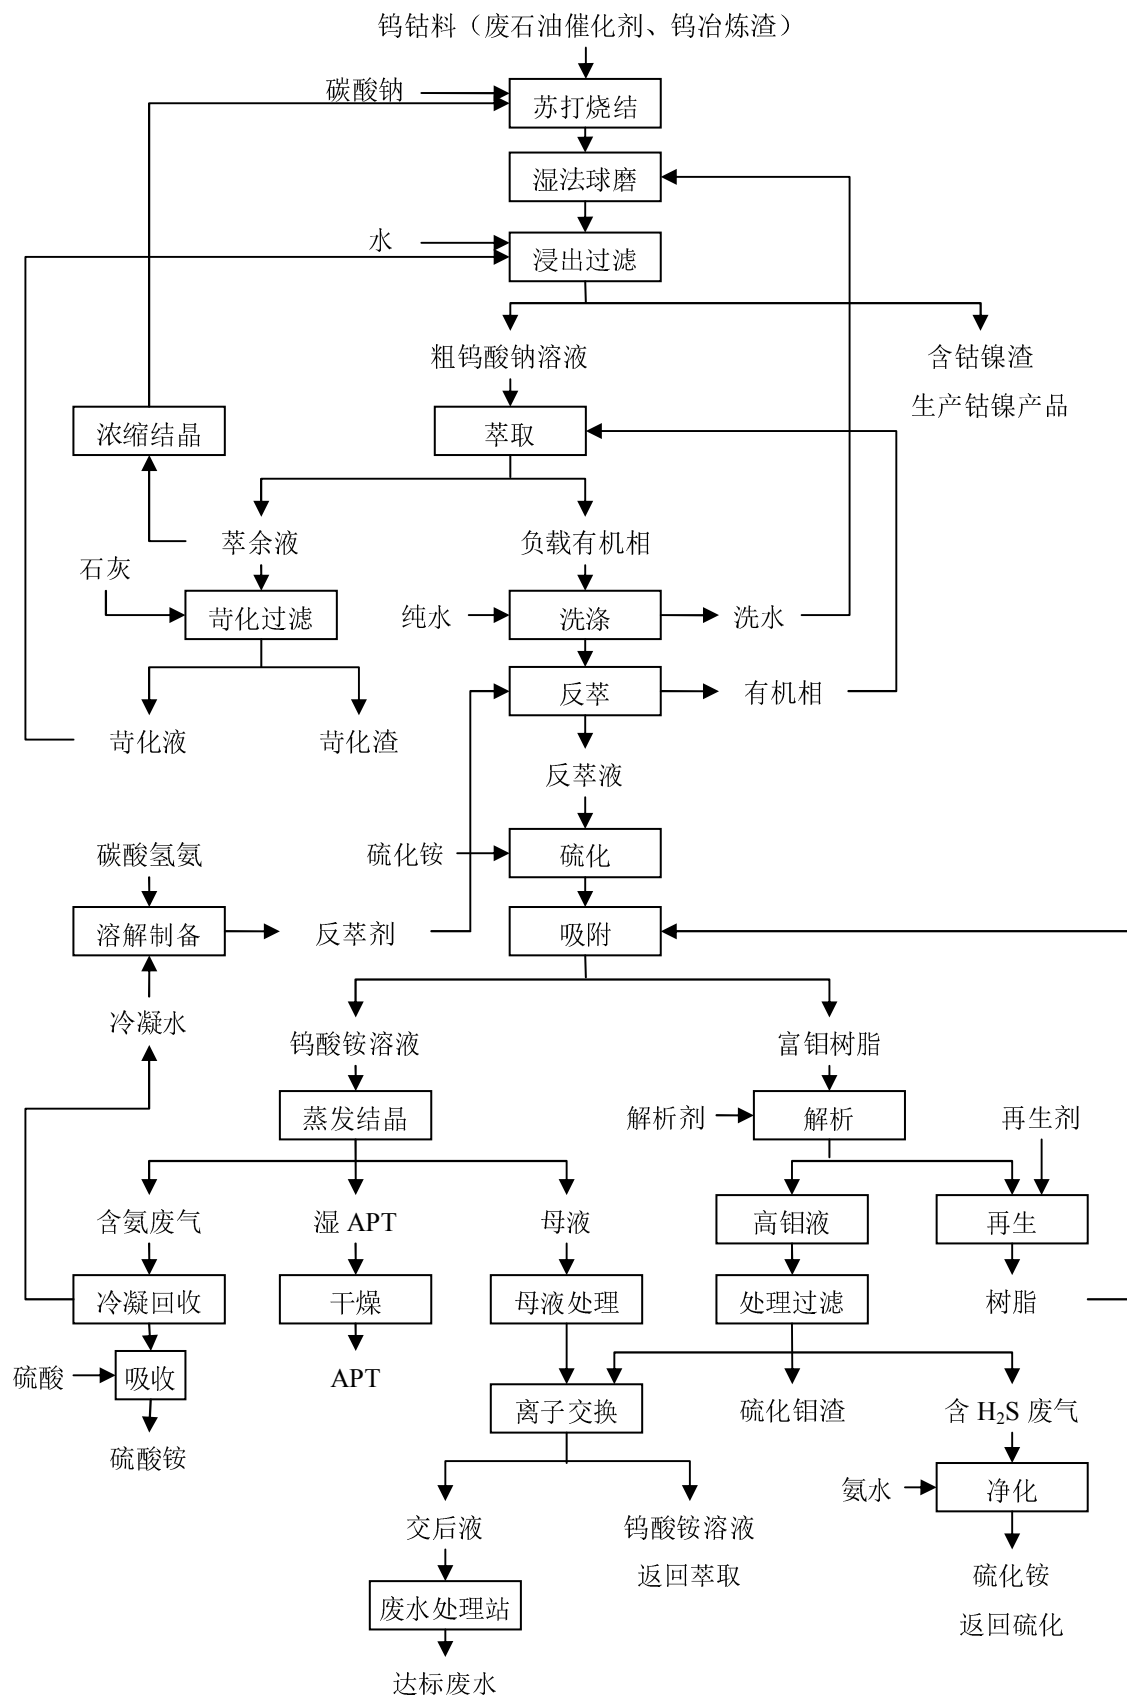 钨钴料（废石油催化剂、钨冶炼渣）
碳酸钠
苏打烧结
湿法球磨
水
浸出过滤
粗钨酸钠溶液
含钴镍渣
生产钴镍产品
浓缩结晶
萃取
萃余液
负载有机相
石灰
苛化过滤
纯水
洗涤
洗水
反萃
有机相
苛化液
苛化渣
反萃液
碳酸氢氨
硫化铵
硫化
溶解制备
反萃剂
吸附
冷凝水
钨酸铵溶液
富钼树脂
蒸发结晶
解析剂
解析
再生剂
含氨废气
湿 APT
母液
高钼液
再生
冷凝回收
干燥
母液处理
处理过滤
树脂
硫酸
吸收
APT
离子交换
硫化钼渣
含 H₂S 废气
硫酸铵
氨水
净化
交后液
钨酸铵溶液
返回萃取
硫化铵
返回硫化
废水处理站
达标废水